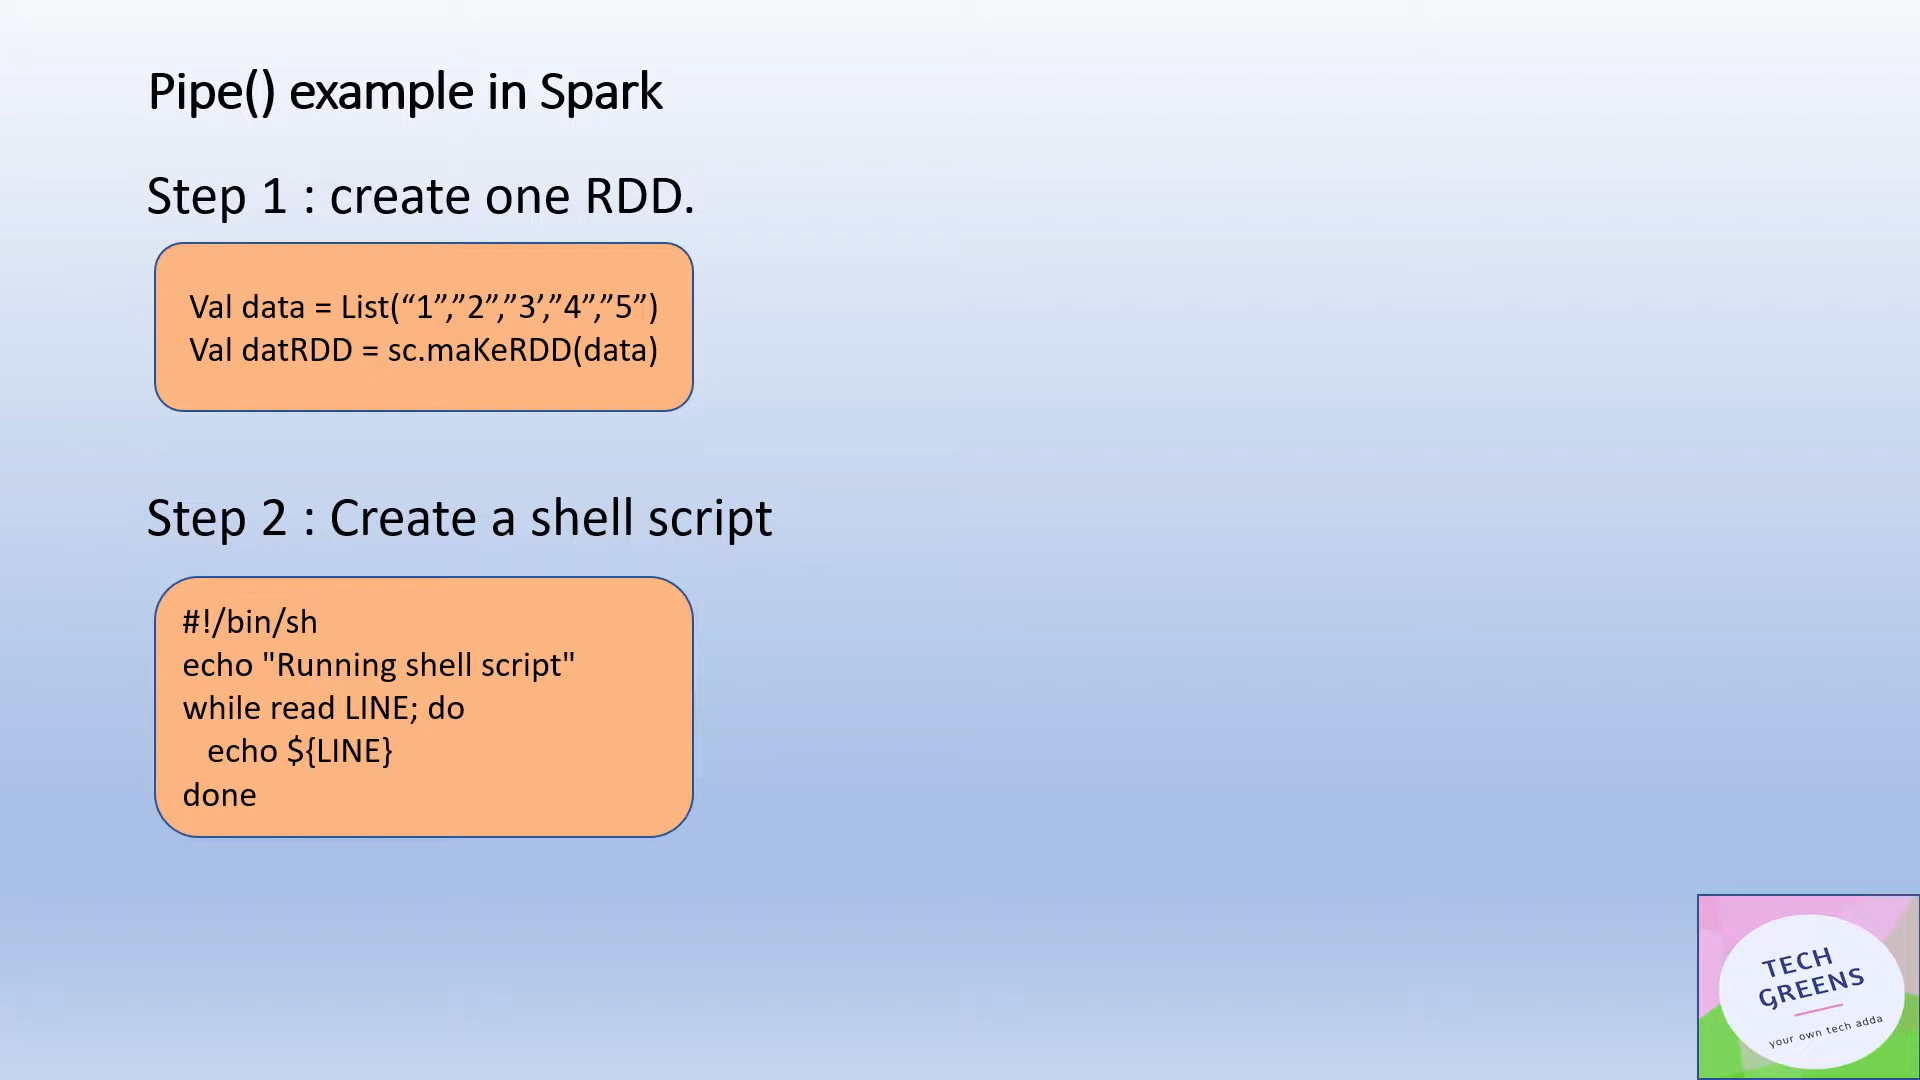 Pipe() example in Spark
Step 1 : create one RDD.
Val data = List(“1”,”2”,”3’,”4”,”5”)
Val datRDD = sc.maKeRDD(data)
Step 2 : Create a shell script
#!/bin/sh
echo "Running shell script"
while read LINE; do
echo ${LINE}
done
TECH
GREENS
your own tech adda